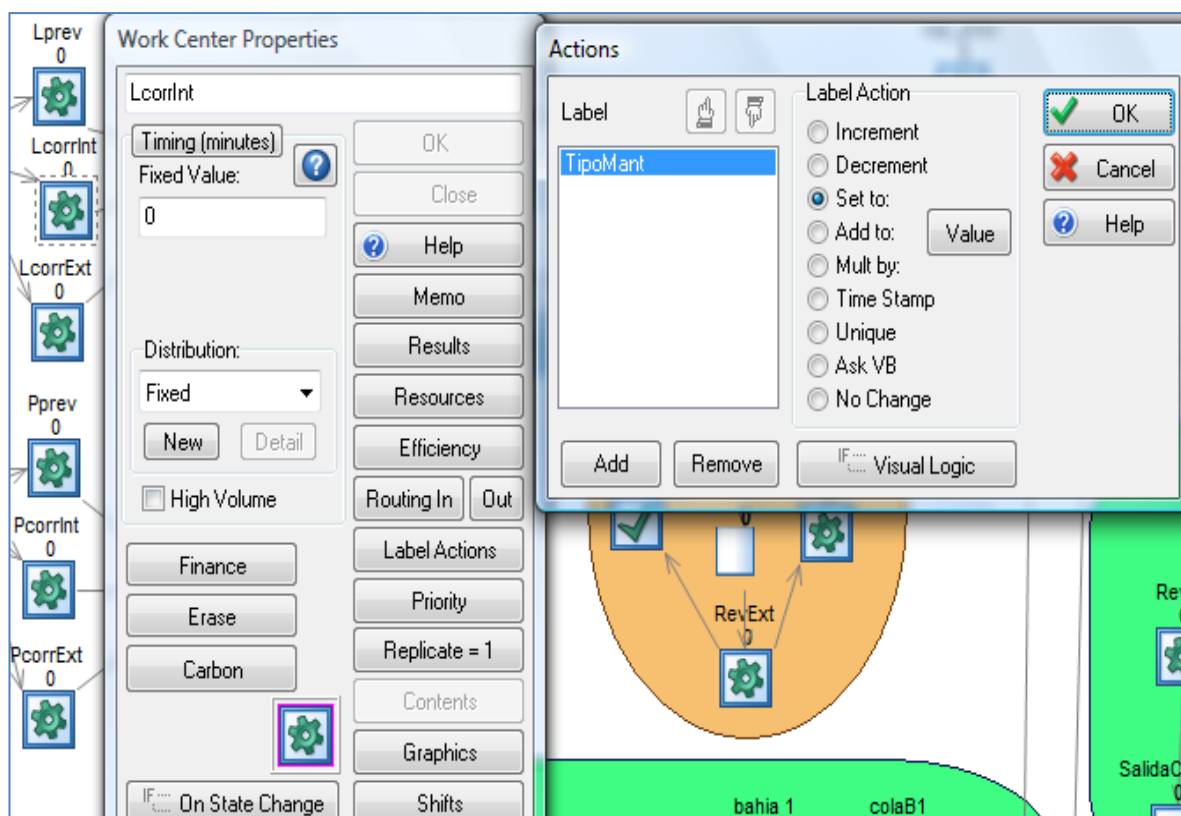 Lprev
0
LcorrInt
0
LcorrExt
0
Pprev
0
PcorrInt
0
PcorrExt
0
Work Center Properties
LcorrInt
Timing (minutes)
Fixed Value:
0
Distribution:
Fixed
New
Detail
High Volume
Finance
Erase
Carbon
IF
On State Change
OK
Close
Help
Memo
Results
Resources
Efficiency
Routing In
Out
Label Actions
Priority
Replicate = 1
Contents
Graphics
Shifts
Actions
Label
TipoMant
Add
Remove
Label Action
Increment
Decrement
Set to:
Add to:
Value
Mult by:
Time Stamp
Unique
Ask VB
No Change
IF
Visual Logic
OK
Cancel
Help
RevExt
0
bahia 1
colaB1